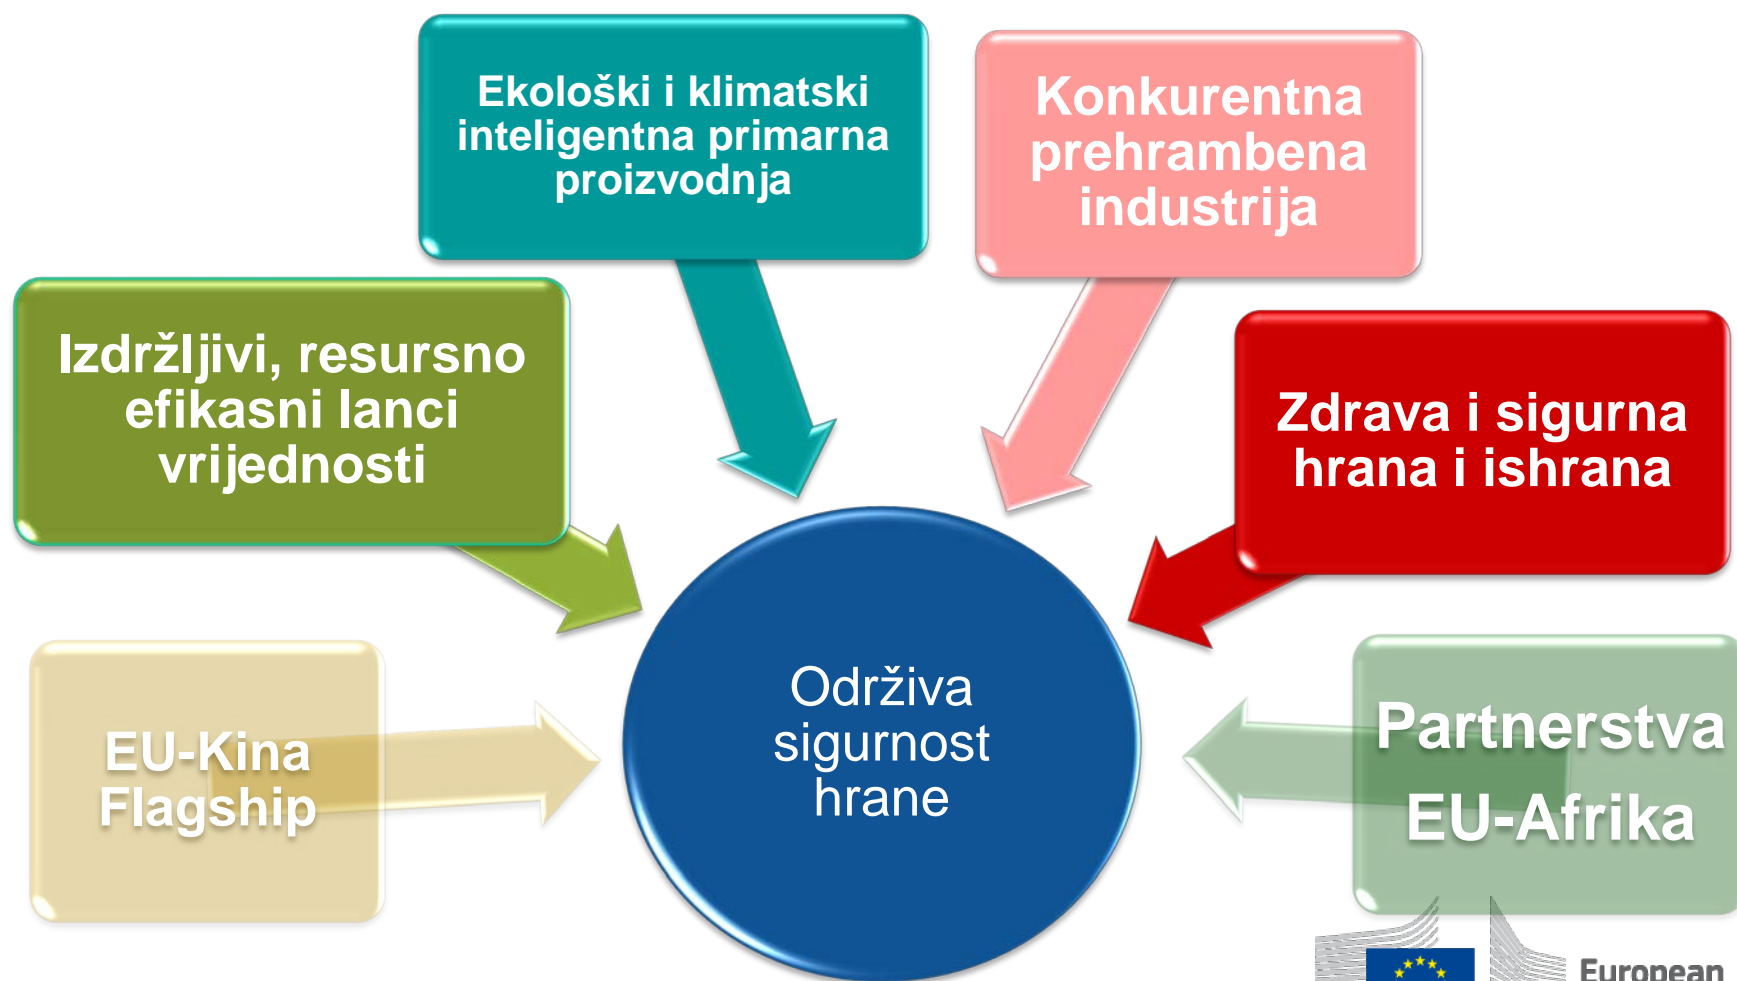 Ekološki i klimatski
inteligentna primarna
proizvodnja
Konkurentna
prehrambena
industrija
Izdržljivi, resursno
efikasni lanci
vrijednosti
Zdrava i sigurna
hrana i ishrana
EU-Kina
Flagship
Održiva
sigurnost
hrane
Partnerstva
EU-Afrika
European